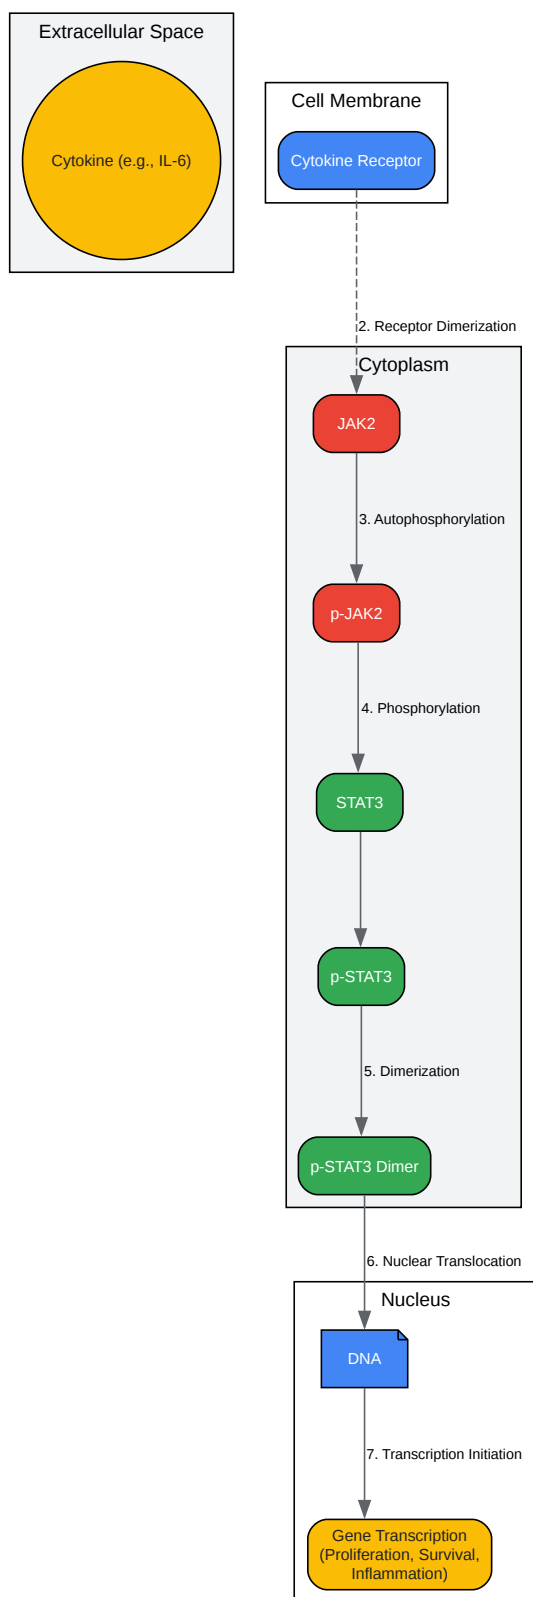 Extracellular Space
Cytokine (e.g., IL-6)
Cell Membrane
Cytokine Receptor
2. Receptor Dimerization
Cytoplasm
JAK2
3. Autophosphorylation
p-JAK2
4. Phosphorylation
STAT3
p-STAT3
5. Dimerization
p-STAT3 Dimer
6. Nuclear Translocation
Nucleus
DNA
7. Transcription Initiation
Gene Transcription
(Proliferation, Survival,
Inflammation)